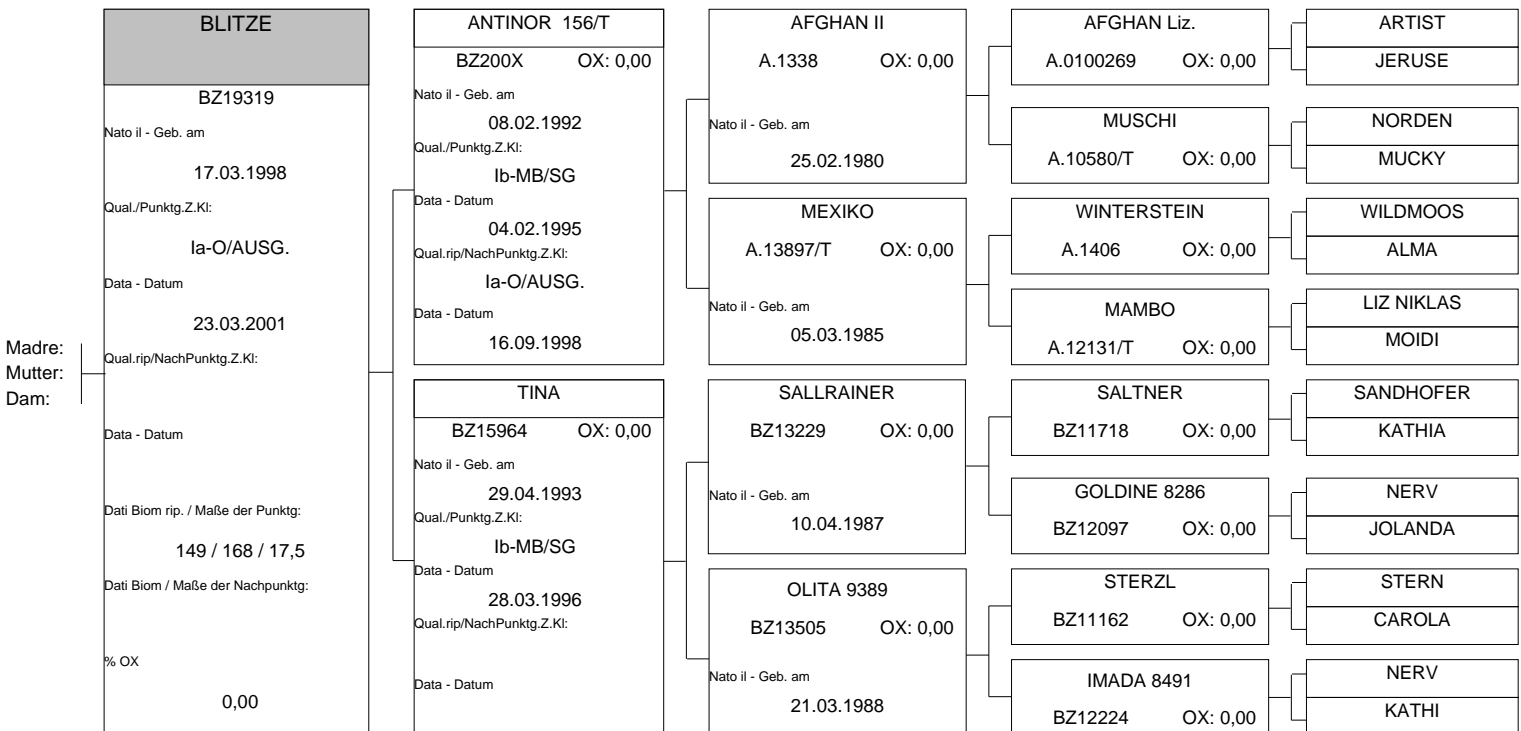 Madre:
Mutter:
Dam:
BLITZE
BZ19319
Nato il - Geb. am
17.03.1998
Qual./Punktg.Z.Kl:
Ia-O/AUSG.
Data - Datum
23.03.2001
Qual.rip/NachPunktg.Z.Kl:
Data - Datum
Dati Biom rip. / Maße der Punktg:
149 / 168 / 17,5
Dati Biom / Maße der Nachpunktg:
% OX
0,00
ANTINOR 156/T
BZ200X OX: 0,00
Nato il - Geb. am
08.02.1992
Qual./Punktg.Z.Kl:
Ib-MB/SG
Data - Datum
04.02.1995
Qual.rip/NachPunktg.Z.Kl:
Ia-O/AUSG.
Data - Datum
16.09.1998
TINA
BZ15964 OX: 0,00
Nato il - Geb. am
29.04.1993
Qual./Punktg.Z.Kl:
Ib-MB/SG
Data - Datum
28.03.1996
Qual.rip/NachPunktg.Z.Kl:
Data - Datum
AFGHAN II
A.1338 OX: 0,00
Nato il - Geb. am
25.02.1980
MEXIKO
A.13897/T OX: 0,00
Nato il - Geb. am
05.03.1985
SALLRAINER
BZ13229 OX: 0,00
Nato il - Geb. am
10.04.1987
OLITA 9389
BZ13505 OX: 0,00
Nato il - Geb. am
21.03.1988
AFGHAN Liz.
A.0100269 OX: 0,00
MUSCHI
A.10580/T OX: 0,00
WINTERSTEIN
A.1406 OX: 0,00
MAMBO
A.12131/T OX: 0,00
SALTNER
BZ11718 OX: 0,00
GOLDINE 8286
BZ12097 OX: 0,00
STERZL
BZ11162 OX: 0,00
IMADA 8491
BZ12224 OX: 0,00
ARTIST
JERUSE
NORDEN
MUCKY
WILDMOOS
ALMA
LIZ NIKLAS
MOIDI
SANDHOFER
KATHIA
NERV
JOLANDA
STERN
CAROLA
NERV
KATHI